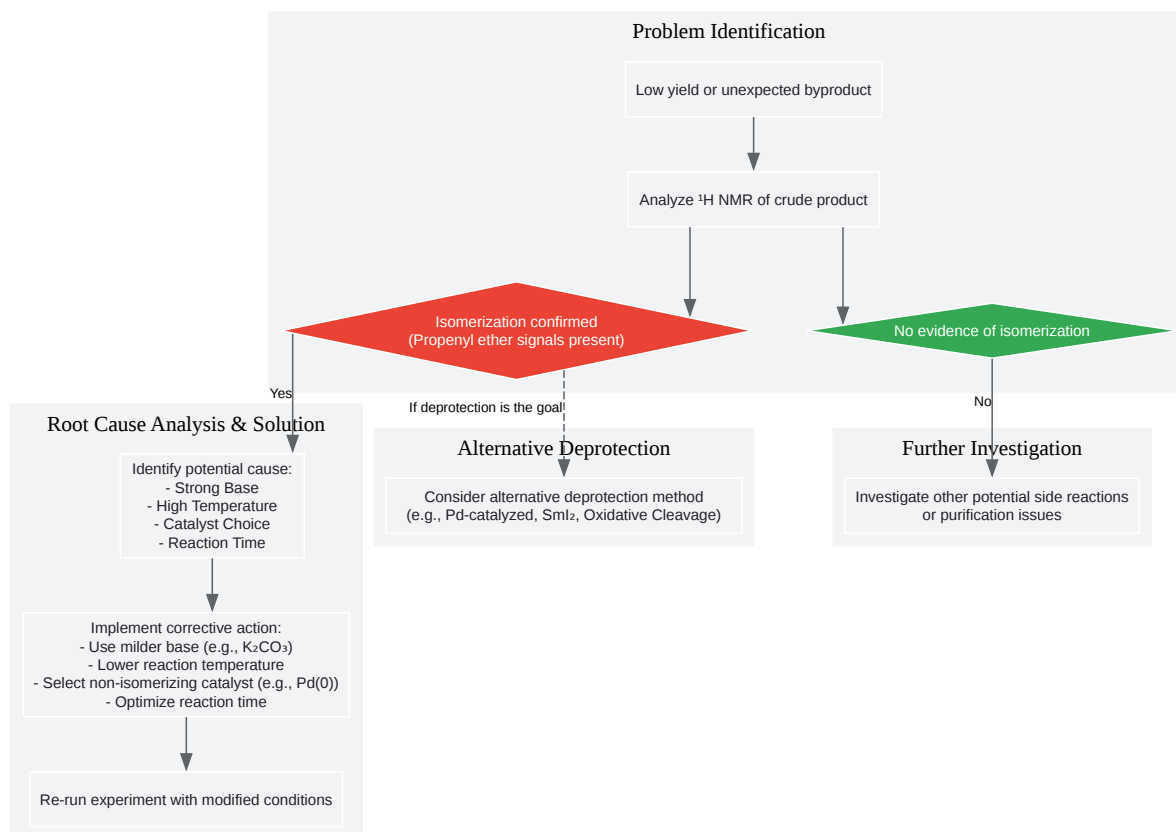 Problem Identification
Low yield or unexpected byproduct
Analyze ¹H NMR of crude product
Isomerization confirmed
(Propenyl ether signals present)
No evidence of isomerization
Yes
If deprotection is the goal
No
Root Cause Analysis & Solution
Identify potential cause:
- Strong Base
- High Temperature
- Catalyst Choice
- Reaction Time
Implement corrective action:
- Use milder base (e.g., K₂CO₃)
- Lower reaction temperature
- Select non-isomerizing catalyst (e.g., Pd(0))
- Optimize reaction time
Re-run experiment with modified conditions
Alternative Deprotection
Consider alternative deprotection method
(e.g., Pd-catalyzed, SmI₂, Oxidative Cleavage)
Further Investigation
Investigate other potential side reactions
or purification issues